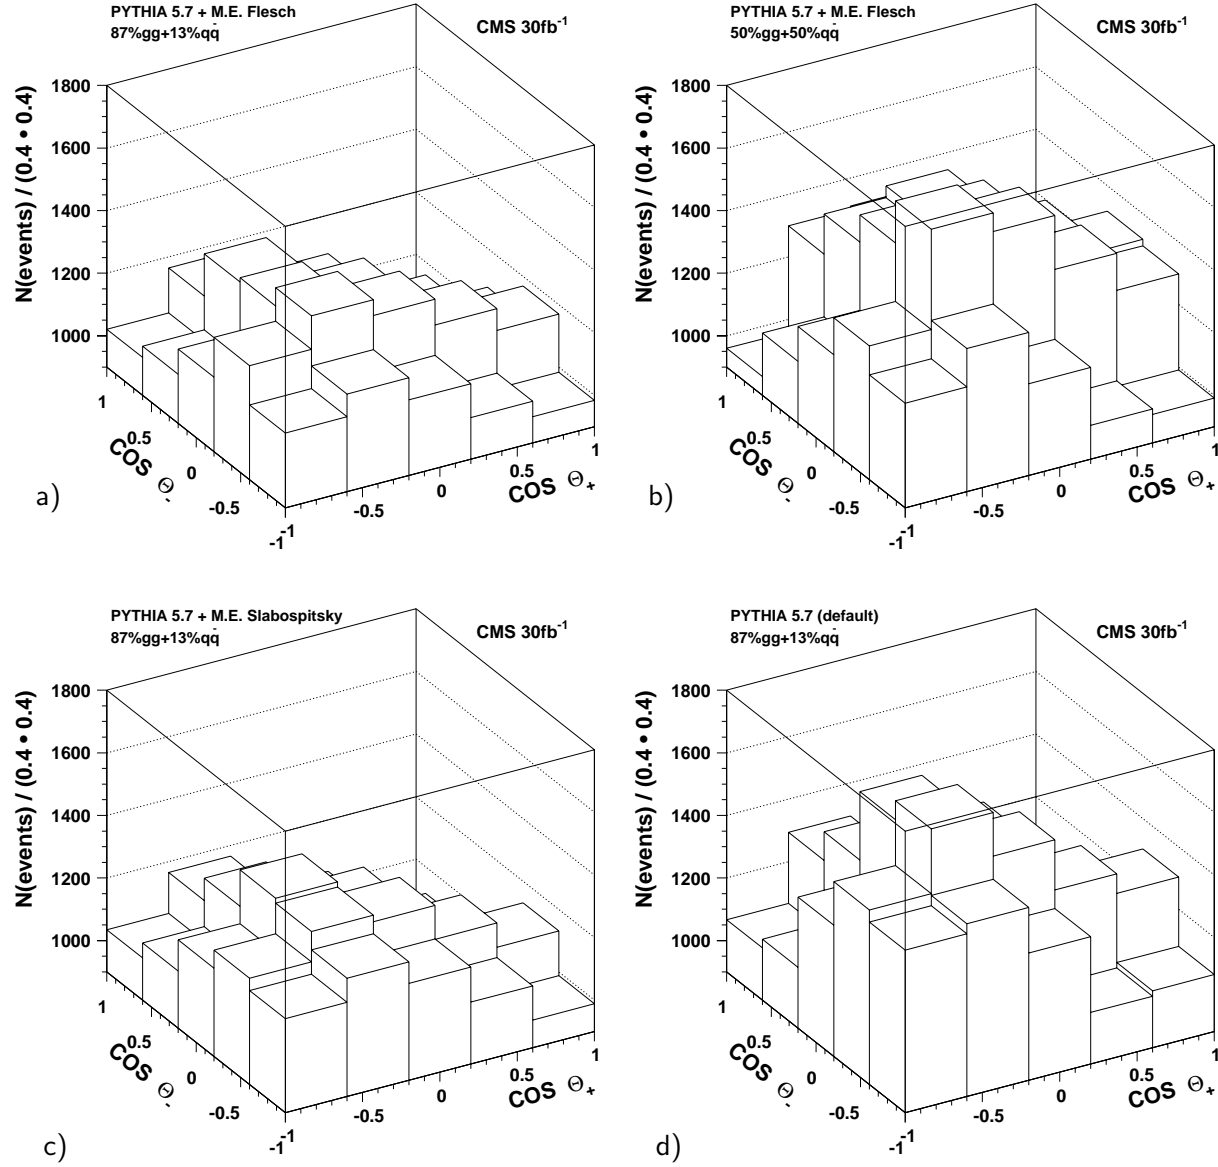 PYTHIA 5.7 + M.E. Flesch
87%gg+13%qq̄
CMS 30fb⁻¹
N(events) / (0.4 • 0.4)
1800
1600
1400
1200
1000
1
0.5
0
-0.5
-1
COS Θ₋
-1
-0.5
0
0.5
1
COS Θ₊
a)
PYTHIA 5.7 + M.E. Flesch
50%gg+50%qq̄
CMS 30fb⁻¹
N(events) / (0.4 • 0.4)
1800
1600
1400
1200
1000
1
0.5
0
-0.5
-1
COS Θ₋
-1
-0.5
0
0.5
1
COS Θ₊
b)
PYTHIA 5.7 + M.E. Slabospitsky
87%gg+13%qq̄
CMS 30fb⁻¹
N(events) / (0.4 • 0.4)
1800
1600
1400
1200
1000
1
0.5
0
-0.5
-1
COS Θ₋
-1
-0.5
0
0.5
1
COS Θ₊
c)
PYTHIA 5.7 (default)
87%gg+13%qq̄
CMS 30fb⁻¹
N(events) / (0.4 • 0.4)
1800
1600
1400
1200
1000
1
0.5
0
-0.5
-1
COS Θ₋
-1
-0.5
0
0.5
1
COS Θ₊
d)